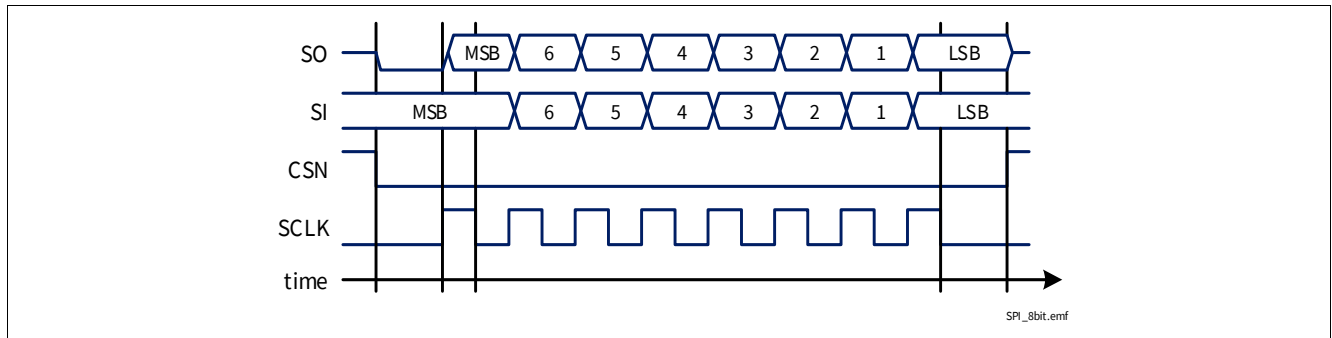 SO MSB 6 5 4 3 2 1 LSB
SI MSB 6 5 4 3 2 1 LSB
CSN
SCLK
time
SPI_8bit.emf